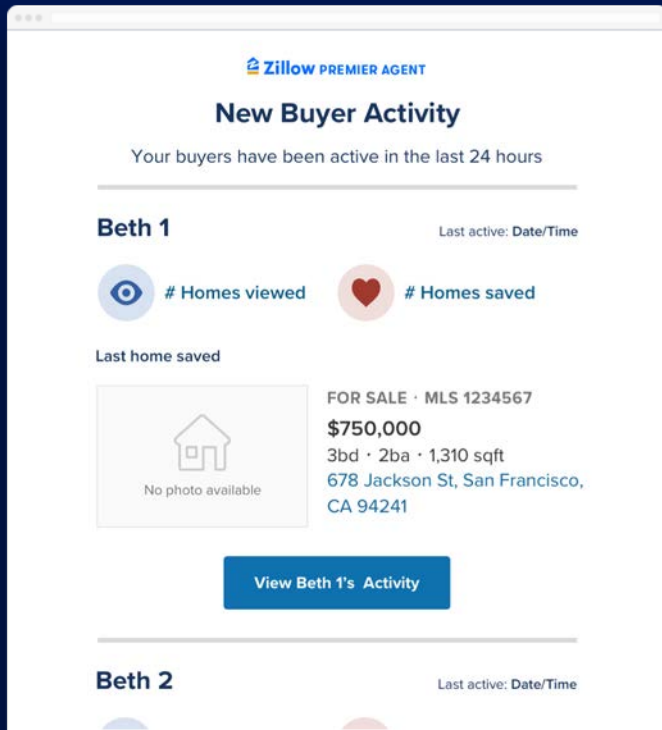 Zillow PREMIER AGENT
New Buyer Activity
Your buyers have been active in the last 24 hours
Beth 1
Last active: Date/Time
# Homes viewed
# Homes saved
Last home saved
No photo available
FOR SALE · MLS 1234567
$750,000
3bd · 2ba · 1,310 sqft
678 Jackson St, San Francisco,
CA 94241
View Beth 1's Activity
Beth 2
Last active: Date/Time